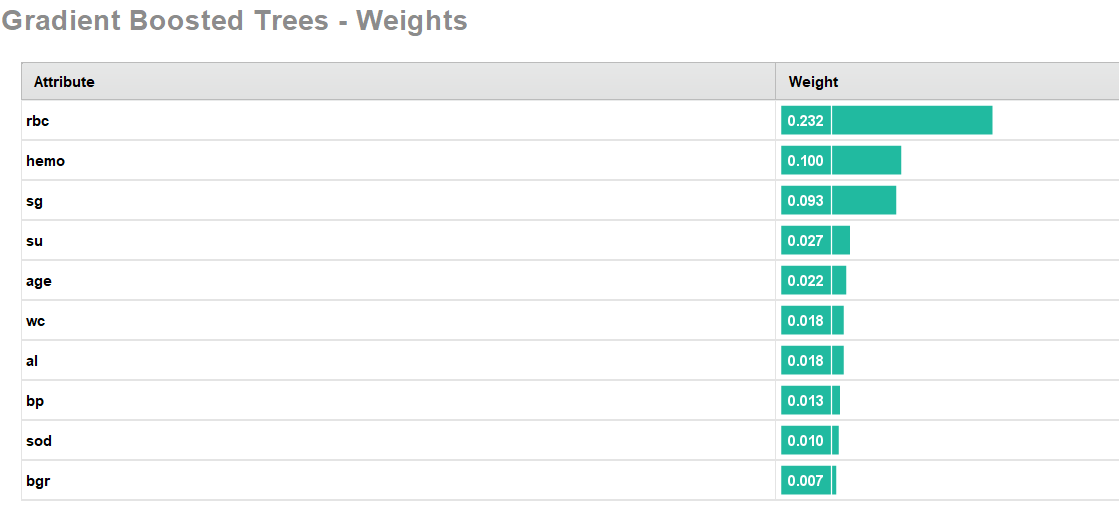 Gradient Boosted Trees - Weights
Attribute Weight
rbc 0.232
hemo 0.100
sg 0.093
su 0.027
age 0.022
wc 0.018
al 0.018
bp 0.013
sod 0.010
bgr 0.007